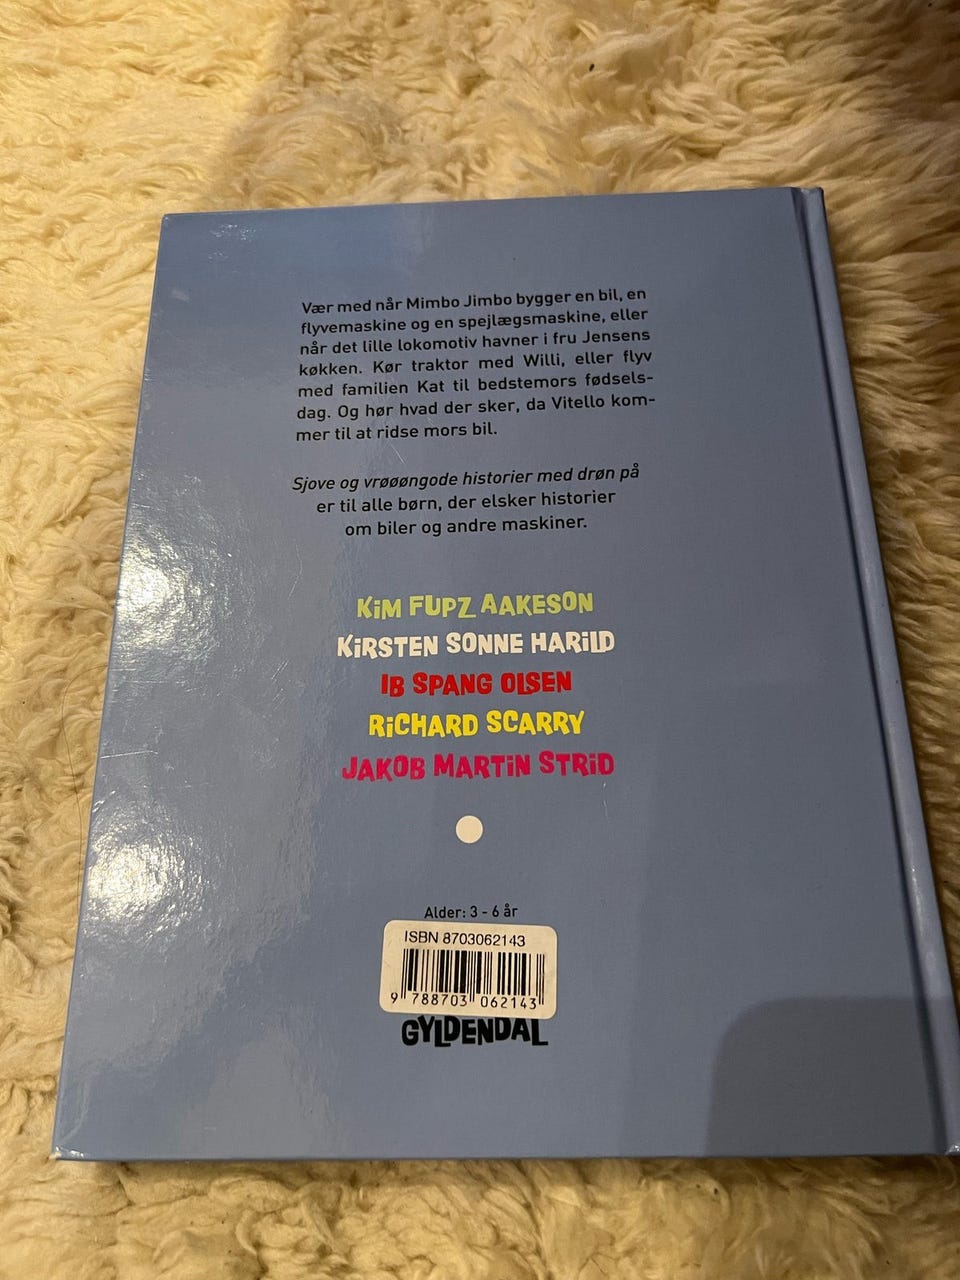 Vær med når Mimbo Jimbo bygger en bil, en
flyvemaskine og en spejlægsmaskine, eller
når det lille lokomotiv havner i fru Jensens
køkken. Kør traktor med Willi, eller flyv
med familien Kat til bedstemors fødsels-
dag. Og hør hvad der sker, da Vitello kom-
mer til at ridse mors bil.
Sjove og vrøøøngode historier med drøn på
er til alle børn, der elsker historier
om biler og andre maskiner.
KIM FUPZ AAKESON
KIRSTEN SONNE HARILD
IB SPANG OLSEN
RICHARD SCARRY
JAKOB MARTIN STRID
Alder: 3 - 6 år
ISBN 8703062143
9 788703 062143
GYLDENDAL